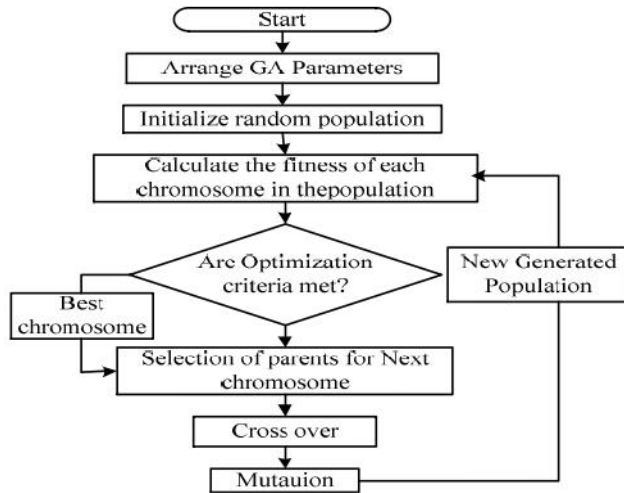 Start
Arrange GA Parameters
Initialize random population
Calculate the fitness of each
chromosome in thepopulation
Are Optimization
criteria met?
New Generated
Population
Best
chromosome
Selection of parents for Next
chromosome
Cross over
Mutauion